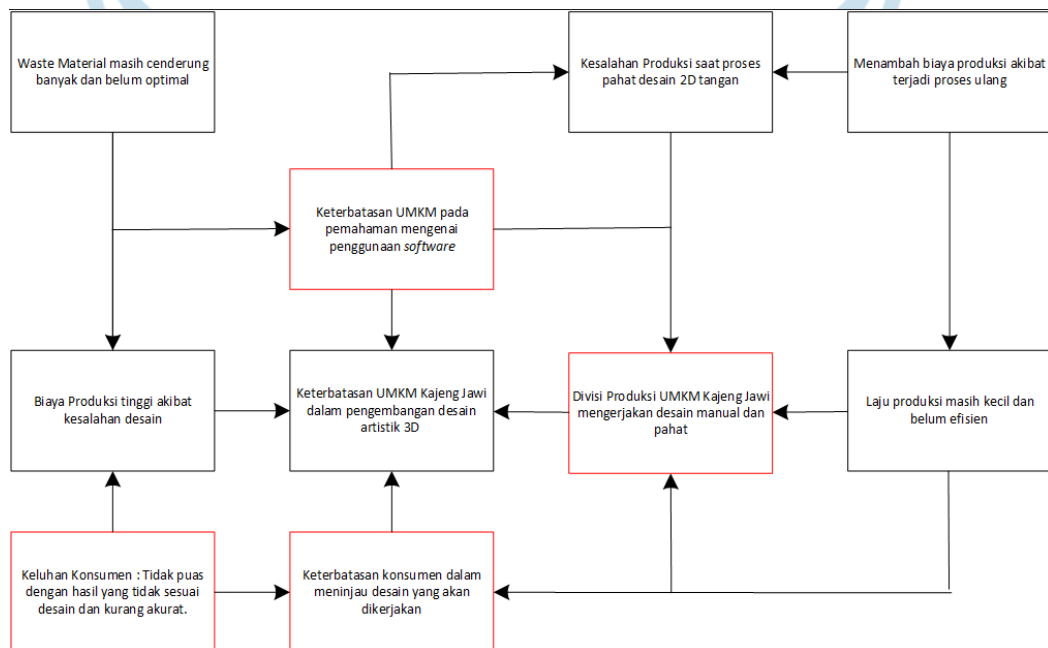 Waste Material masih cenderung
banyak dan belum optimal
Kesalahan Produksi saat proses
pahat desain 2D tangan
Menambah biaya produksi akibat
terjadi proses ulang
Keterbatasan UMKM pada
pemahaman mengenai
penggunaan software
Biaya Produksi tinggi akibat
kesalahan desain
Keterbatasan UMKM Kajeng Jawi
dalam pengembangan desain
artistik 3D
Divisi Produksi UMKM Kajeng Jawi
mengerjakan desain manual dan
pahat
Laju produksi masih kecil dan
belum efisien
Keluhan Konsumen : Tidak puas
dengan hasil yang tidak sesuai
desain dan kurang akurat.
Keterbatasan konsumen dalam
meninjau desain yang akan
dikerjakan